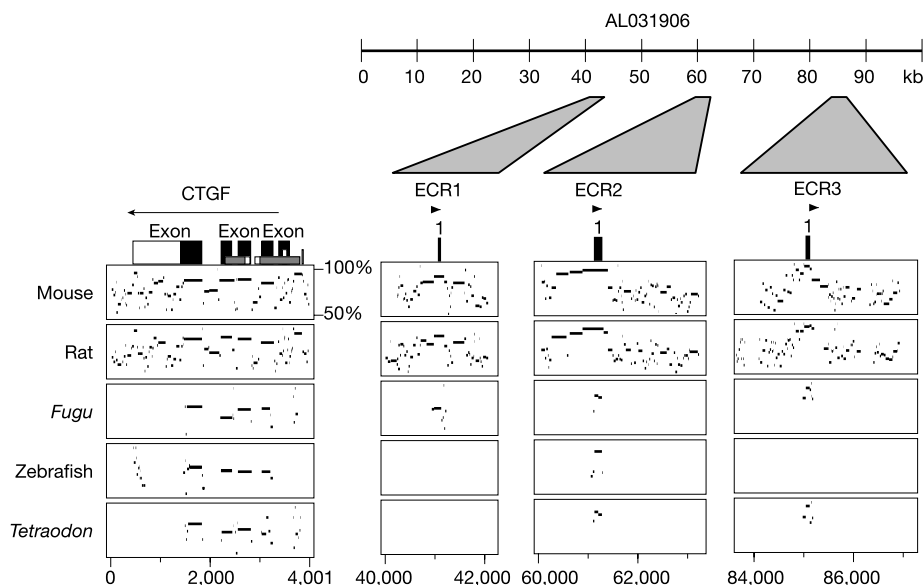 AL031906
0 10 20 30 40 50 60 70 80 90 kb
CTGF ECR1 ECR2 ECR3
Exon Exon Exon 1 1 1
Mouse 100%
50%
Rat
Fugu
Zebrafish
Tetraodon
0 2,000 4,001 40,000 42,000 60,000 62,000 84,000 86,000